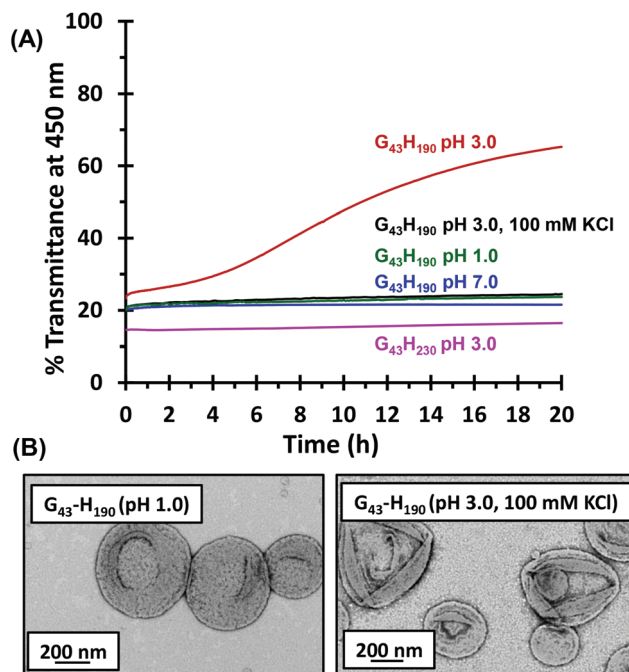 (A)
% Transmittance at 450 nm
100
80
60
40
20
0
G₄₃H₁₉₀ pH 3.0
G₄₃H₁₉₀ pH 3.0, 100 mM KCl
G₄₃H₁₉₀ pH 1.0
G₄₃H₁₉₀ pH 7.0
G₄₃H₂₃₀ pH 3.0
0 2 4 6 8 10 12 14 16 18 20
Time (h)
(B)
G₄₃-H₁₉₀ (pH 1.0)
200 nm
G₄₃-H₁₉₀ (pH 3.0, 100 mM KCl)
200 nm